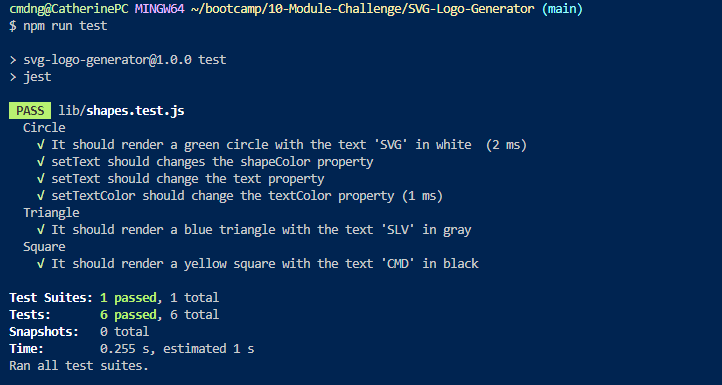 cmdng@CatherinePC MINGW64 ~/bootcamp/10-Module-Challenge/SVG-Logo-Generator (main)
$ npm run test
> svg-logo-generator@1.0.0 test
> jest
PASS lib/shapes.test.js
Circle
√ It should render a green circle with the text 'SVG' in white (2 ms)
√ setText should changes the shapeColor property
√ setText should change the text property
√ setTextColor should change the textColor property (1 ms)
Triangle
√ It should render a blue triangle with the text 'SLV' in gray
Square
√ It should render a yellow square with the text 'CMD' in black
Test Suites: 1 passed, 1 total
Tests: 6 passed, 6 total
Snapshots: 0 total
Time: 0.255 s, estimated 1 s
Ran all test suites.